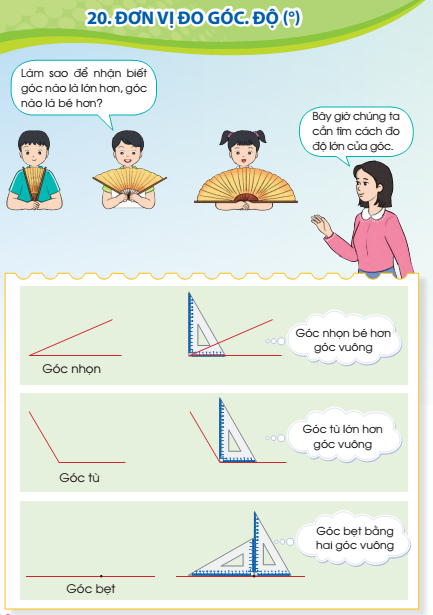 20. ĐƠN VỊ ĐO GÓC. ĐỘ (°)
Làm sao để nhận biết
góc nào là lớn hơn, góc
nào là bé hơn?
Bây giờ chúng ta
cần tìm cách đo
độ lớn của góc.
Góc nhọn
Góc nhọn bé hơn
góc vuông
Góc tù
Góc tù lớn hơn
góc vuông
Góc bẹt
Góc bẹt bằng
hai góc vuông